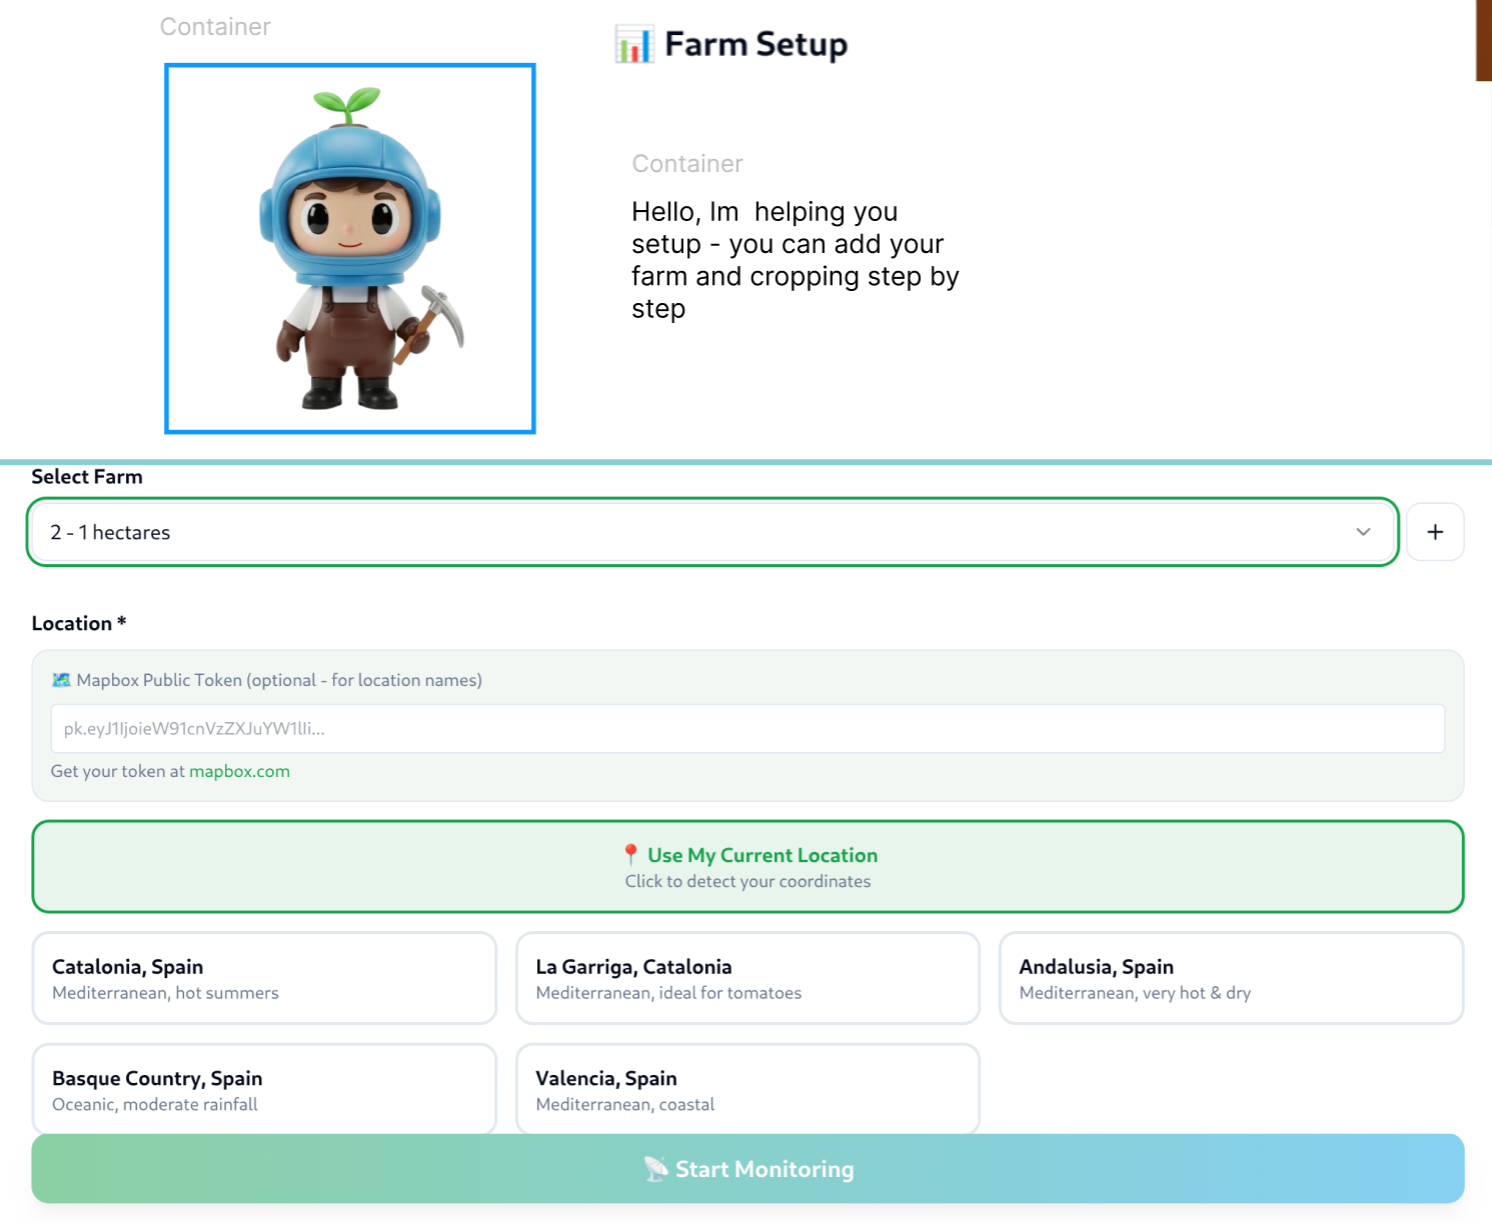 Container
Farm Setup
Container
Hello, Im  helping you
setup - you can add your
farm and cropping step by
step
Select Farm
2 - 1 hectares
+
Location *
Mapbox Public Token (optional - for location names)
pk.eyJ1IjoieW91cnVzZXJuYW1lIi...
Get your token at mapbox.com
Use My Current Location
Click to detect your coordinates
Catalonia, Spain
Mediterranean, hot summers
La Garriga, Catalonia
Mediterranean, ideal for tomatoes
Andalusia, Spain
Mediterranean, very hot & dry
Basque Country, Spain
Oceanic, moderate rainfall
Valencia, Spain
Mediterranean, coastal
Start Monitoring